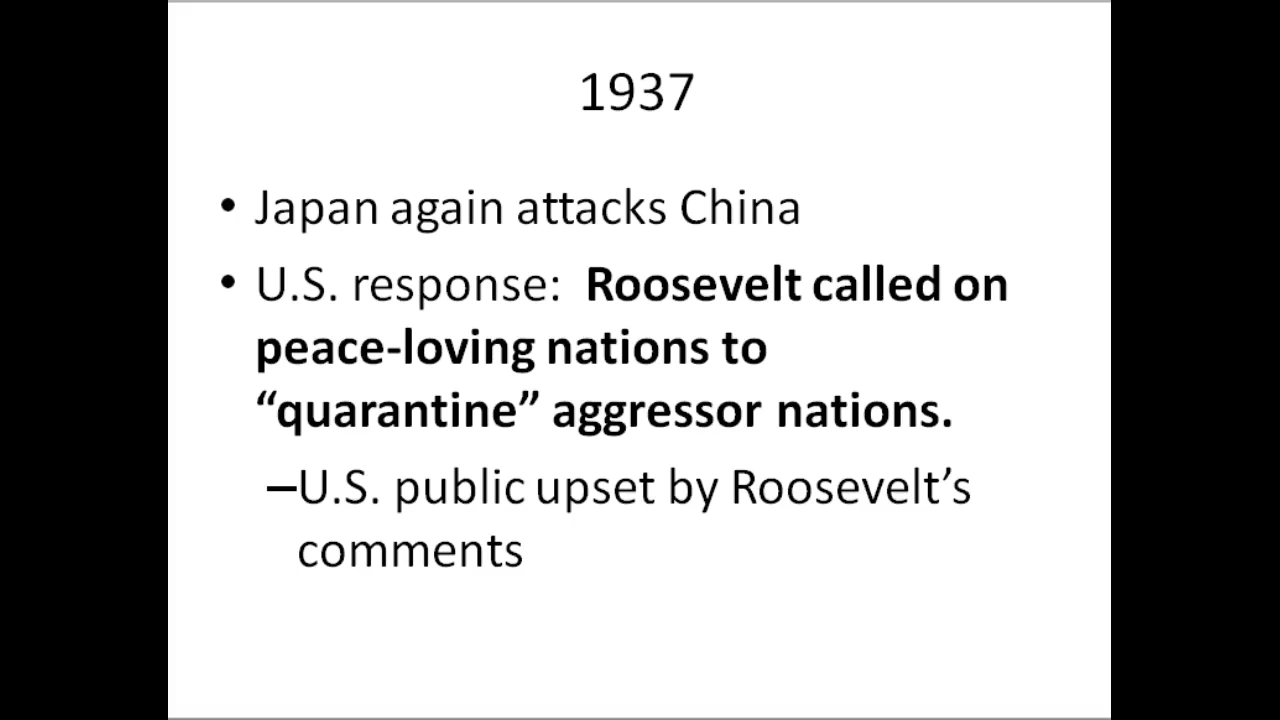 1937
• Japan again attacks China
• U.S. response:  Roosevelt called on
peace-loving nations to
“quarantine” aggressor nations.
–U.S. public upset by Roosevelt’s
comments